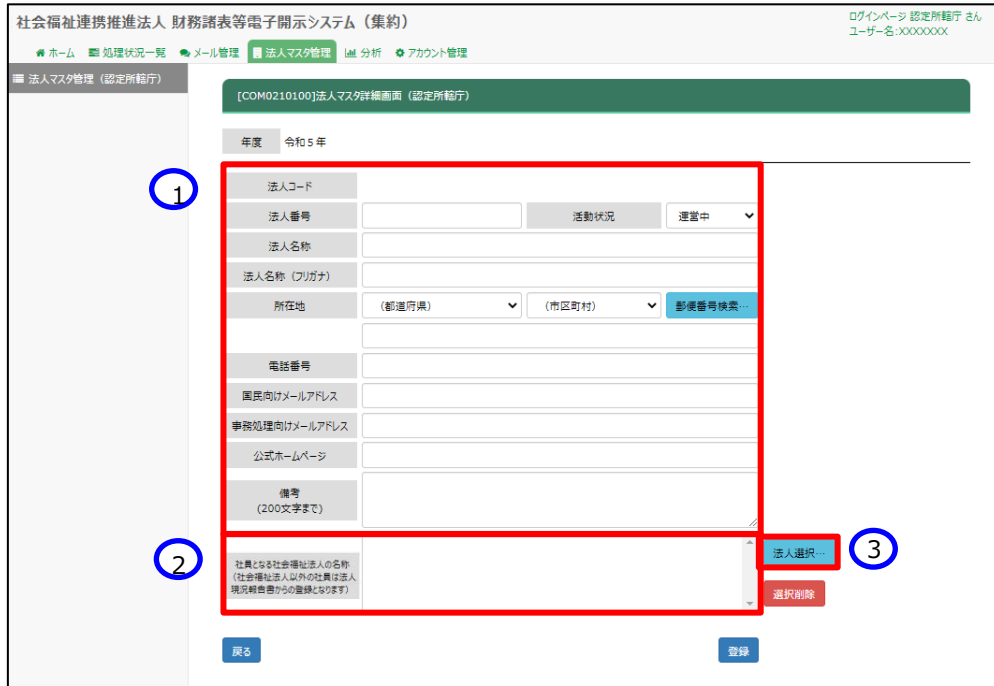 社会福祉連携推進法人 財務諸表等電子開示システム（集約）
ログインページ 認定所轄庁 さん
ユーザー名:XXXXXXX
ホーム 処理状況一覧 メール管理 法人マスタ管理 分析 アカウント管理
法人マスタ管理（認定所轄庁）
[COM0210100]法人マスタ詳細画面（認定所轄庁）
年度 令和５年
1
法人コード
法人番号 活動状況 運営中
法人名称
法人名称（フリガナ）
所在地 (都道府県) (市区町村) 郵便番号検索…
電話番号
国民向けメールアドレス
事務処理向けメールアドレス
公式ホームページ
備考
(200文字まで)
2
社員となる社会福祉法人の名称
（社会福祉法人以外の社員は法人
現況報告書からの登録となります）
法人選択…
3
選択削除
戻る 登録